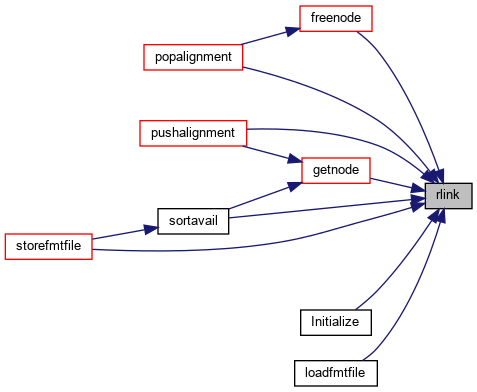 freenode
popalignment
pushalignment
getnode
rlink
sortavail
storefmtfile
Initialize
loadfmtfile